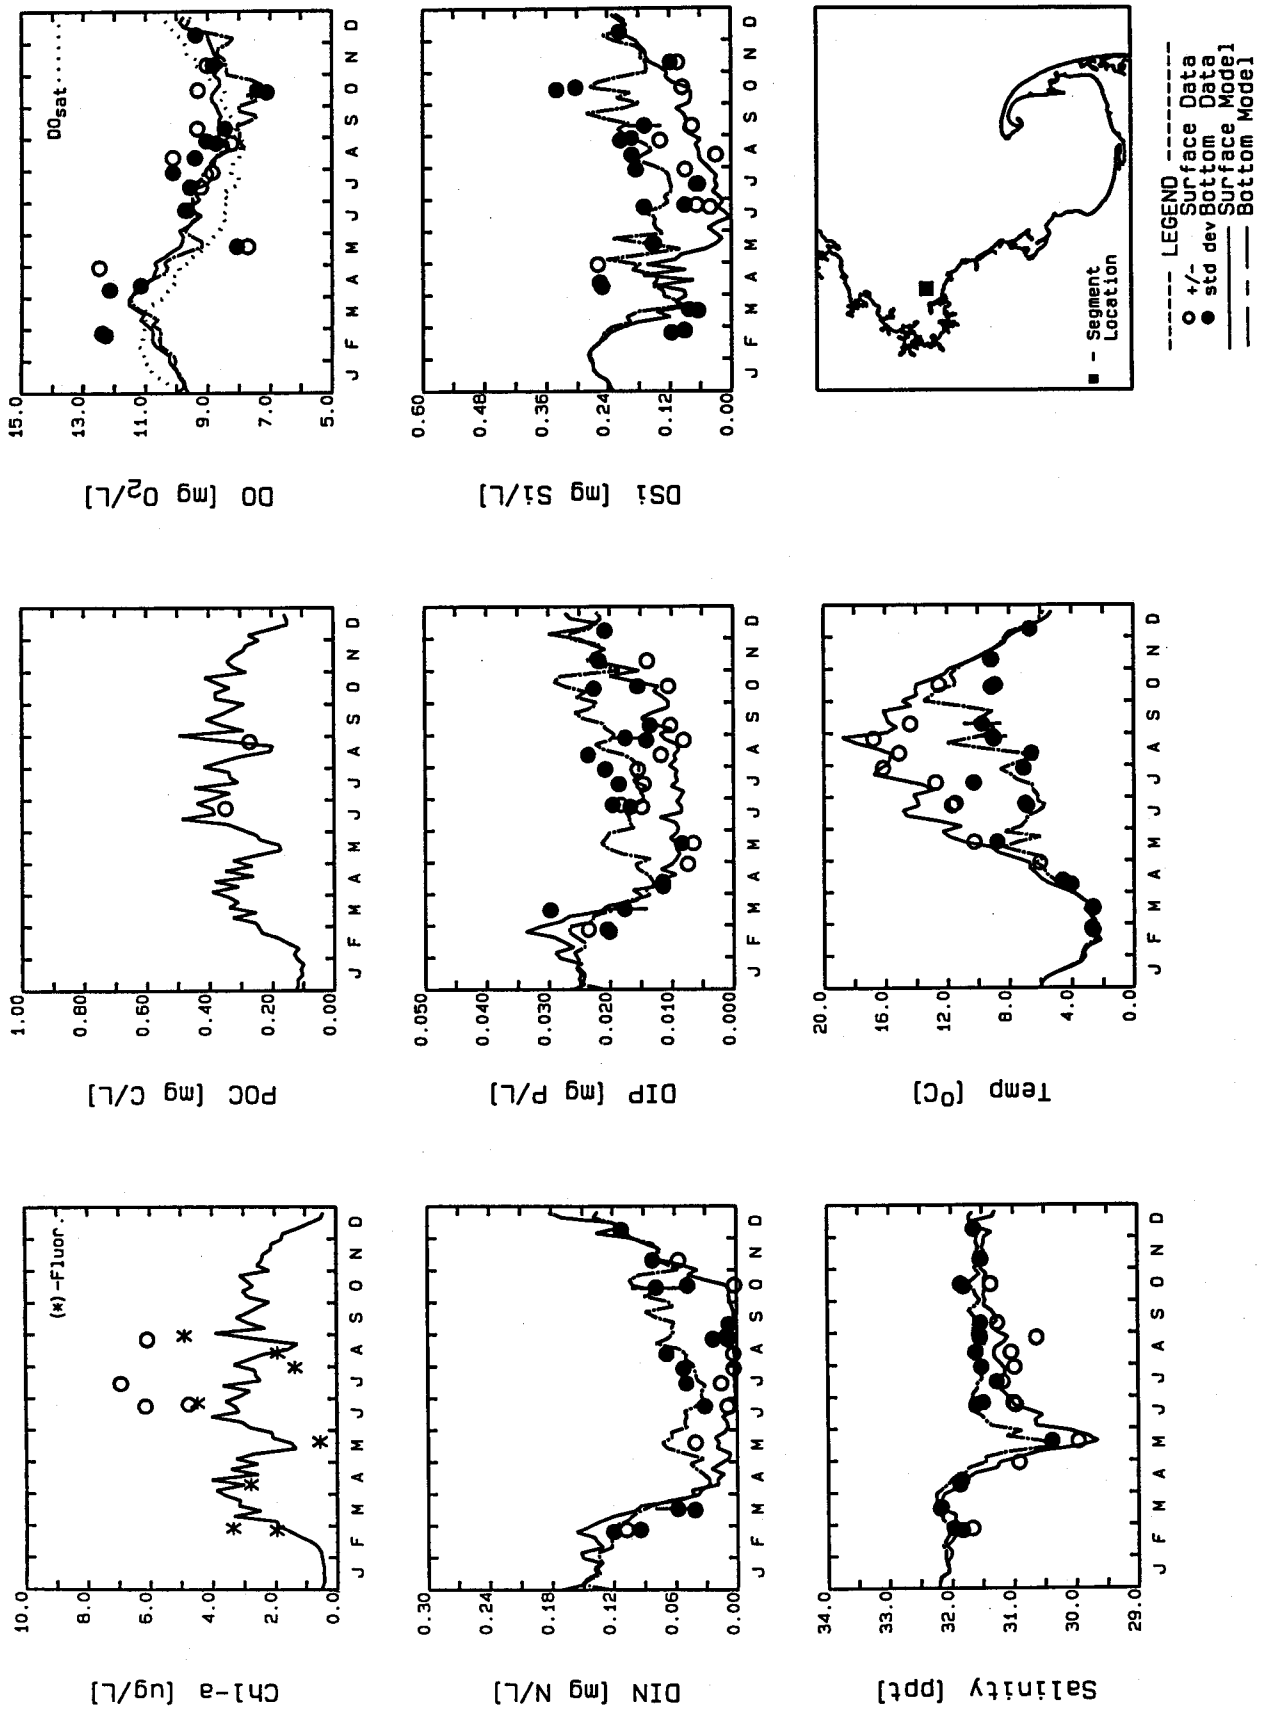 Chl-a [ug/L]
10.0
8.0
6.0
4.0
2.0
0.0
(*)-Fluor.
J F M A M J J A S O N D
POC [mg C/L]
1.00
0.80
0.60
0.40
0.20
0.00
J F M A M J J A S O N D
DO [mg O2/L]
15.0
13.0
11.0
9.0
7.0
5.0
DOsat
J F M A M J J A S O N D
DIN [mg N/L]
0.30
0.24
0.18
0.12
0.06
0.00
J F M A M J J A S O N D
DIP [mg P/L]
0.050
0.040
0.030
0.020
0.010
0.000
J F M A M J J A S O N D
DSi [mg Si/L]
0.60
0.48
0.36
0.24
0.12
0.00
J F M A M J J A S O N D
Salinity [ppt]
34.0
33.0
32.0
31.0
30.0
29.0
J F M A M J J A S O N D
Temp [°C]
20.0
16.0
12.0
8.0
4.0
0.0
J F M A M J J A S O N D
■ - Segment
Location
------ LEGEND ---------
Surface Data
+/-
std dev Bottom Data
Surface Model
Bottom Model